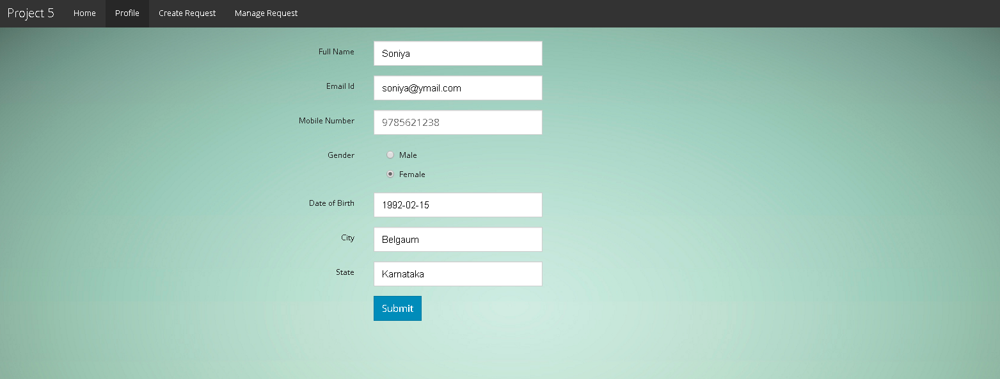 Project 5 Home Profile Create Request Manage Request
Full Name Soniya
Email Id soniya@ymail.com
Mobile Number 9785621238
Gender Male
Female
Date of Birth 1992-02-15
City Belgaum
State Karnataka
Submit